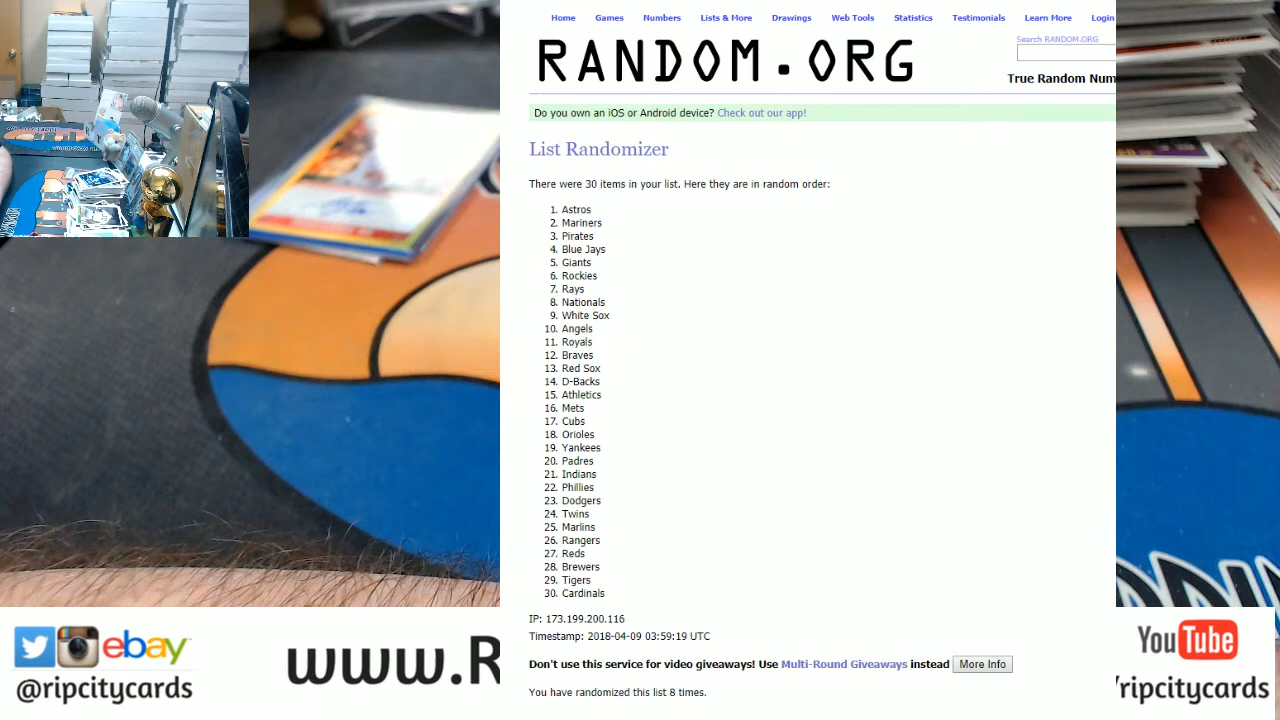 Home Games Numbers Lists & More Drawings Web Tools Statistics Testimonials Learn More Login
RANDOM.ORG
Search RANDOM.ORG
True Random Num
Do you own an iOS or Android device? Check out our app!
List Randomizer
There were 30 items in your list. Here they are in random order:
1. Astros
2. Mariners
3. Pirates
4. Blue Jays
5. Giants
6. Rockies
7. Rays
8. Nationals
9. White Sox
10. Angels
11. Royals
12. Braves
13. Red Sox
14. D-Backs
15. Athletics
16. Mets
17. Cubs
18. Orioles
19. Yankees
20. Padres
21. Indians
22. Phillies
23. Dodgers
24. Twins
25. Marlins
26. Rangers
27. Reds
28. Brewers
29. Tigers
30. Cardinals
IP: 173.199.200.116
Timestamp: 2018-04-09 03:59:19 UTC
Don't use this service for video giveaways! Use Multi-Round Giveaways instead More Info
You have randomized this list 8 times.
ebay
@ripcitycards
www.R
YouTube
/ripcitycards